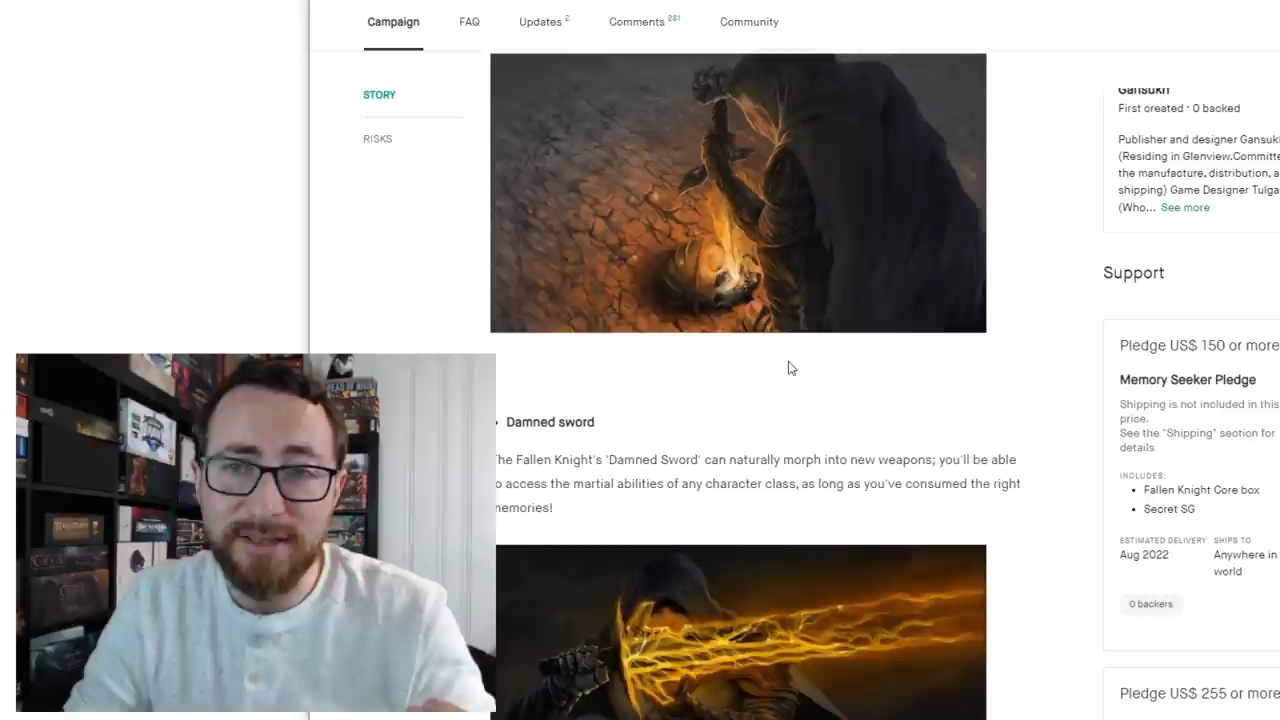 Campaign
FAQ
Updates 2
Comments 281
Community
STORY
RISKS
Gansukh
First created · 0 backed
Publisher and designer Gansukh
(Residing in Glenview.Committe
the manufacture, distribution, a
shipping) Game Designer Tulga
(Who... See more
Support
Pledge US$ 150 or more
Memory Seeker Pledge
Shipping is not included in this
price.
See the "Shipping" section for
details
INCLUDES:
• Fallen Knight Core box
• Secret SG
ESTIMATED DELIVERY
SHIPS TO
Aug 2022
Anywhere in
world
0 backers
Pledge US$ 255 or more
• Damned sword
The Fallen Knight's 'Damned Sword' can naturally morph into new weapons; you'll be able
to access the martial abilities of any character class, as long as you've consumed the right
memories!